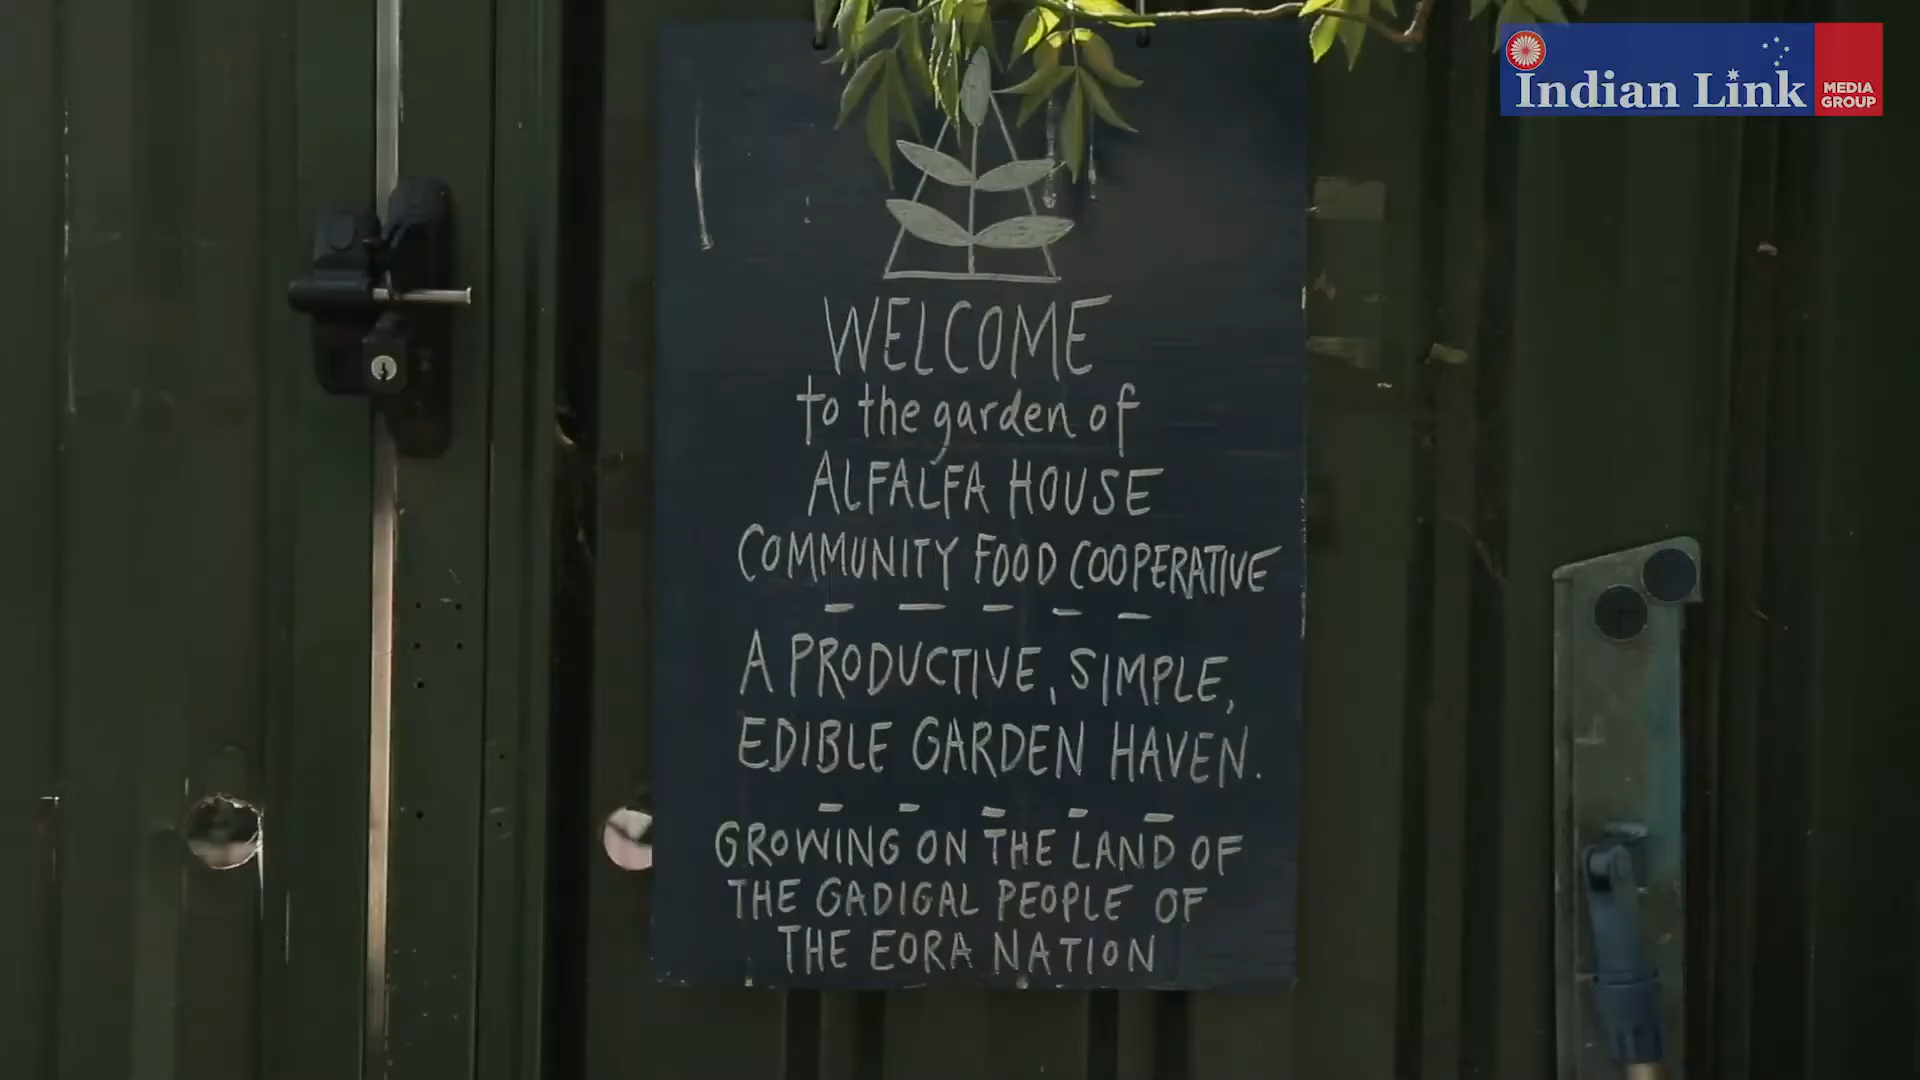 Indian Link
MEDIA
GROUP
WELCOME
to the garden of
ALFALFA HOUSE
COMMUNITY FOOD COOPERATIVE
A PRODUCTIVE, SIMPLE,
EDIBLE GARDEN HAVEN.
GROWING ON THE LAND OF
THE GADIGAL PEOPLE OF
THE EORA NATION